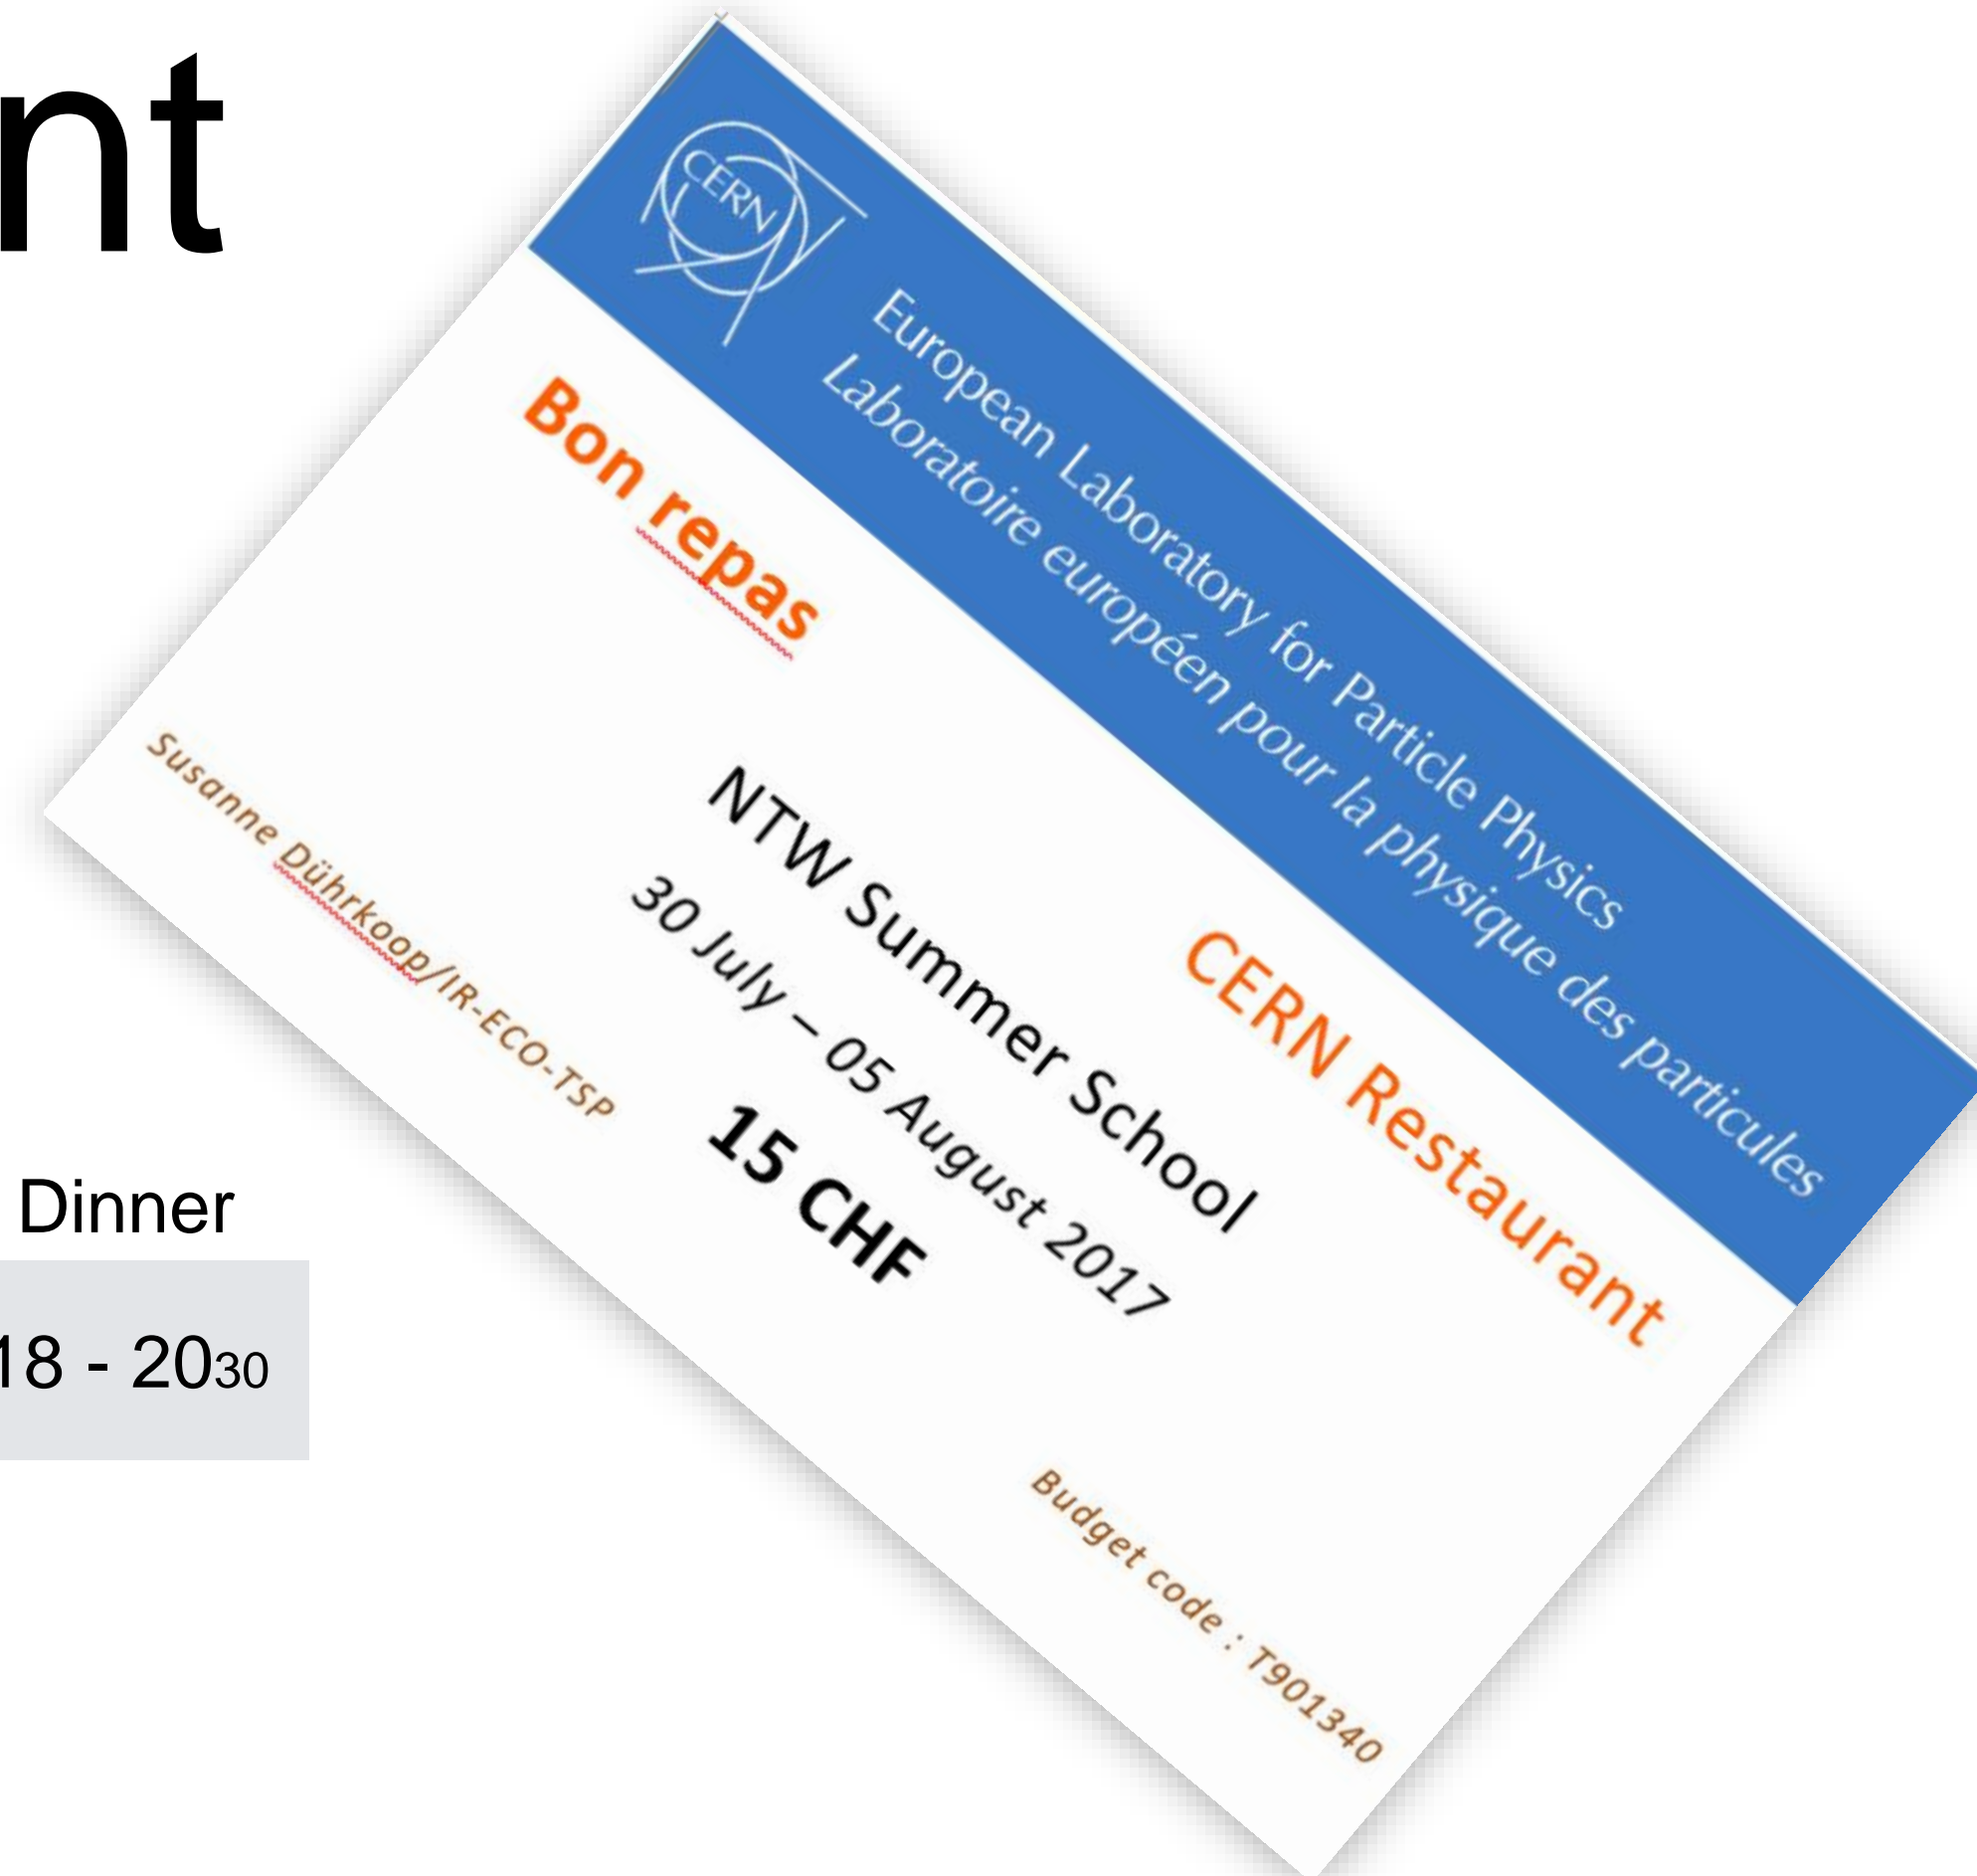 nt
CERN
European Laboratory for Particle Physics
Laboratoire européen pour la physique des particules
Bon repas
CERN Restaurant
NTW Summer School
30 July – 05 August 2017
15 CHF
Susanne Dührkoop/IR-ECO-TSP
Budget code : T901340
Dinner
18 - 2030